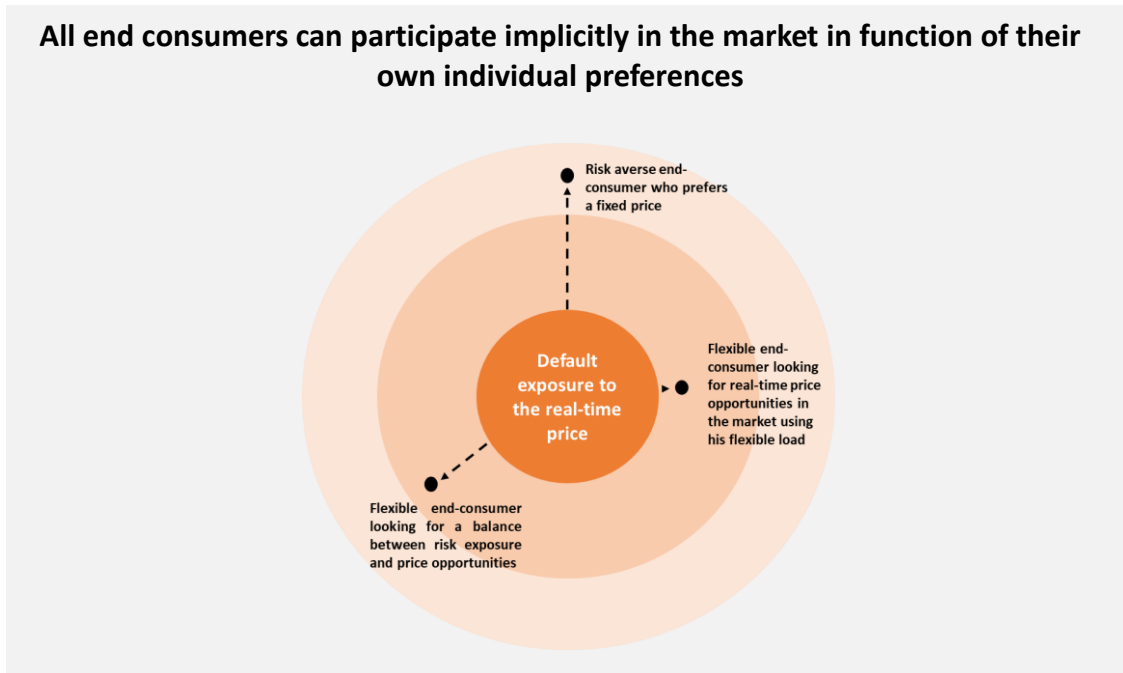 All end consumers can participate implicitly in the market in function of their
own individual preferences
Risk averse end-
consumer who prefers
a fixed price
Default
exposure to
the real-time
price
Flexible end-
consumer looking
for real-time price
opportunities in
the market using
his flexible load
Flexible end-consumer
looking for a balance
between risk exposure
and price opportunities